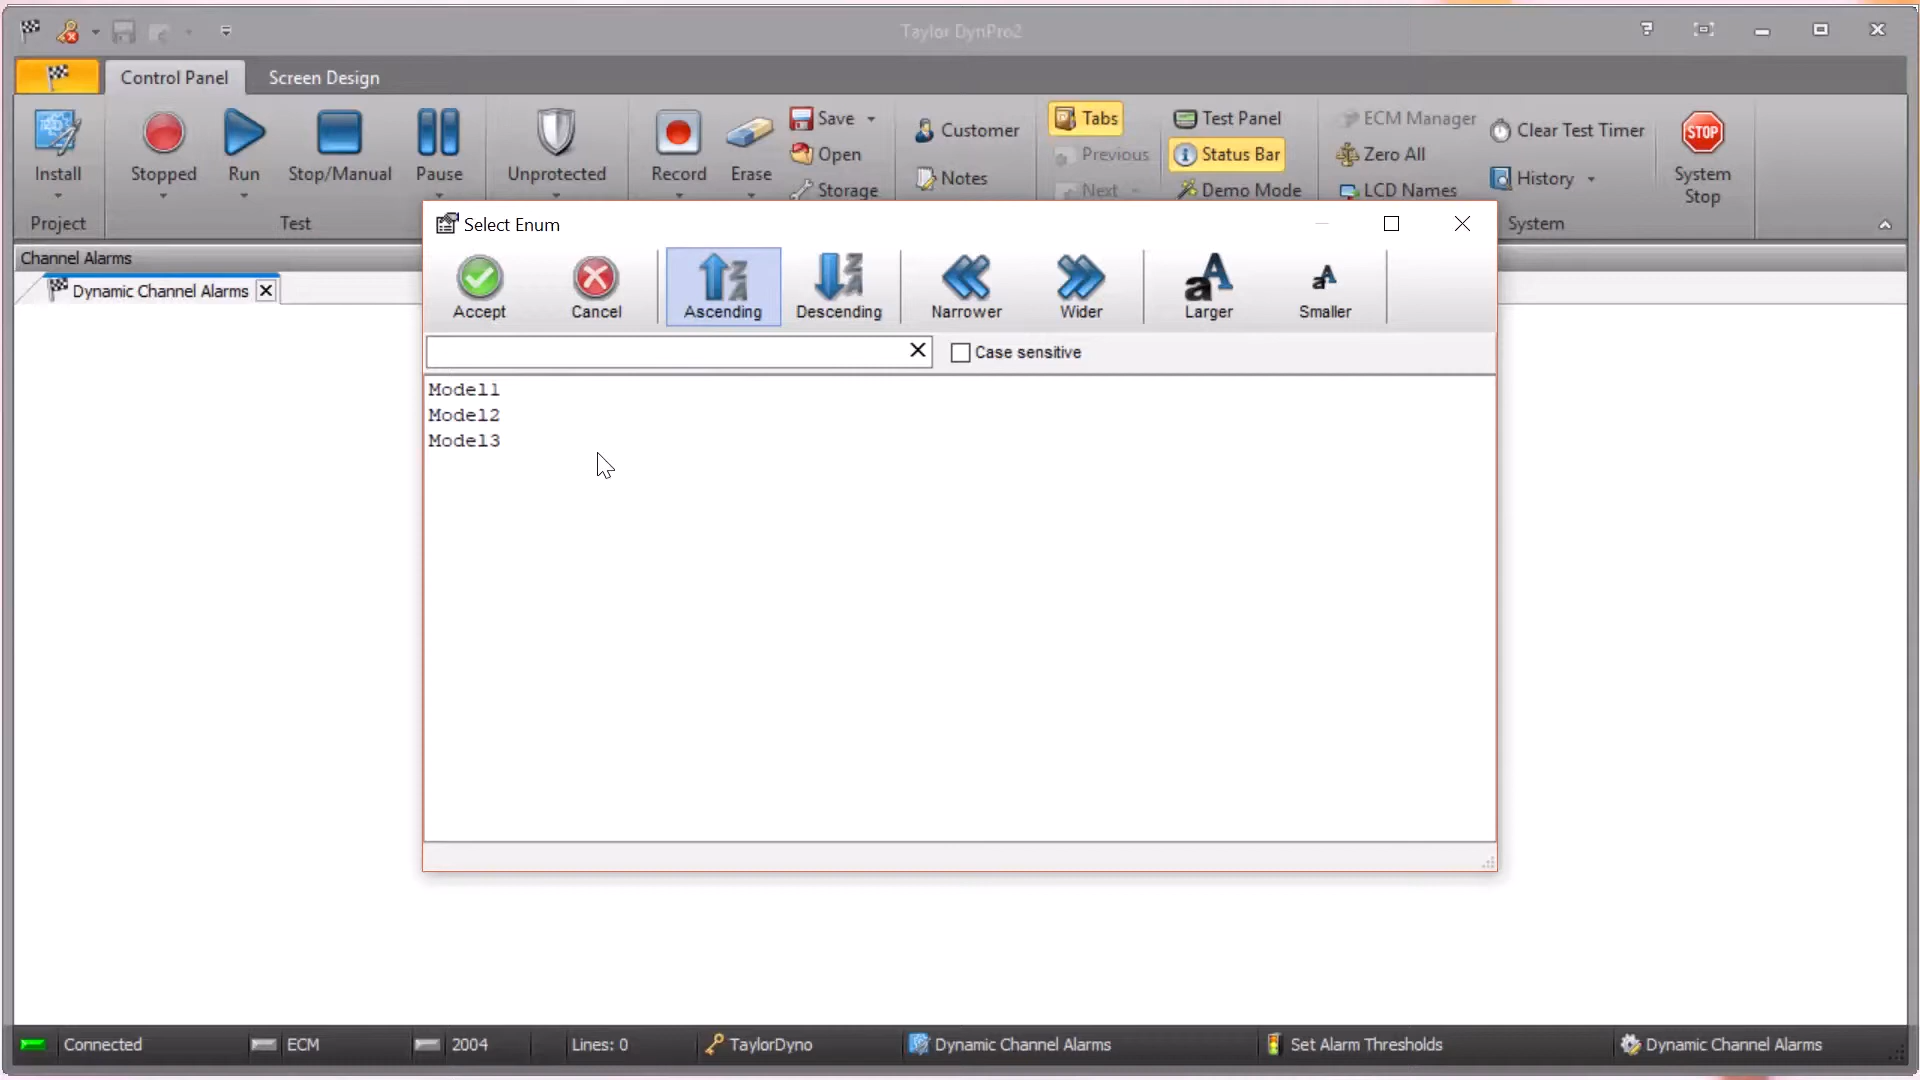 Taylor DynPro2
Control Panel
Screen Design
Install
Stopped
Run
Stop/Manual
Pause
Unprotected
Record
Erase
Save
Open
Storage
Customer
Notes
Tabs
Previous
Next
Test Panel
Status Bar
Demo Mode
ECM Manager
Zero All
LCD Names
Clear Test Timer
History
STOP
System
Stop
Project
Test
System
Channel Alarms
Dynamic Channel Alarms
Select Enum
Accept
Cancel
Ascending
Descending
Narrower
Wider
Larger
Smaller
Case sensitive
Model1
Model2
Model3
Connected
ECM
2004
Lines: 0
TaylorDyno
Dynamic Channel Alarms
Set Alarm Thresholds
Dynamic Channel Alarms